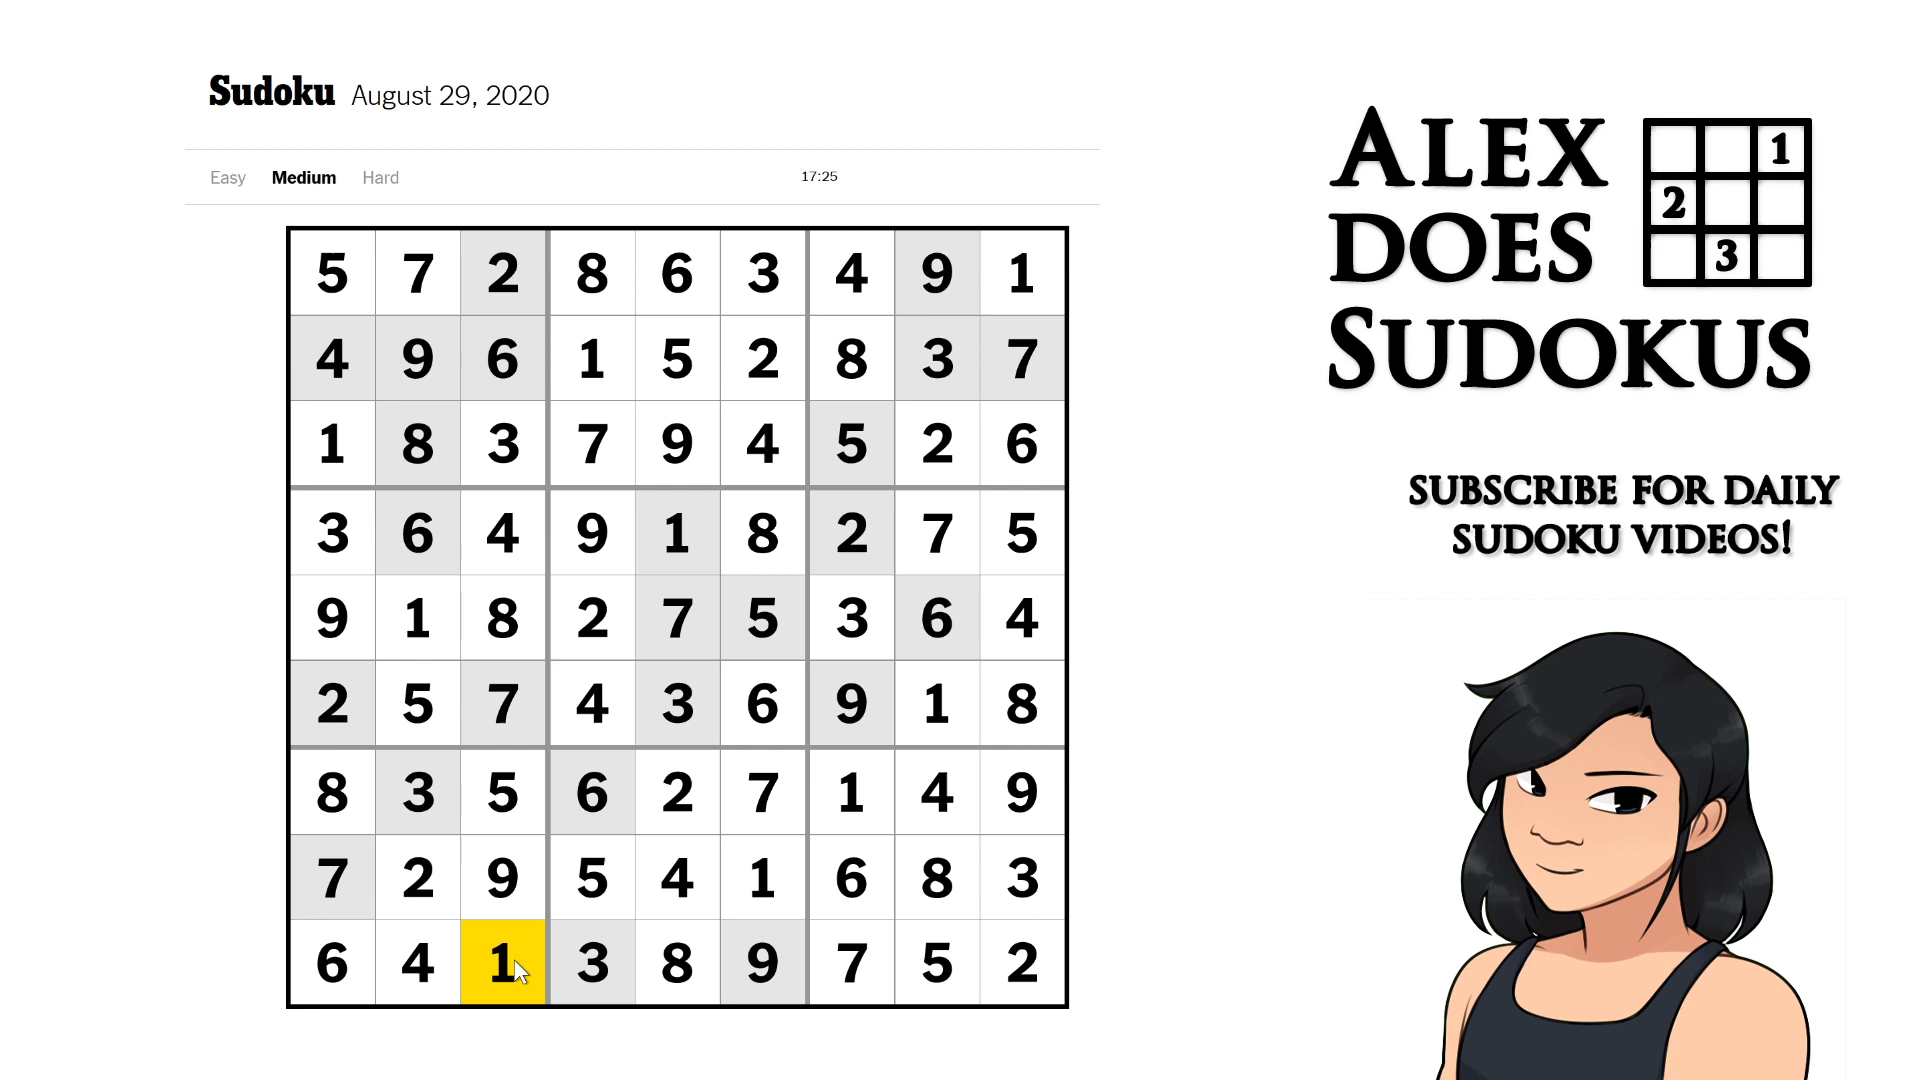 Sudoku August 29, 2020
Easy Medium Hard 17:25
5 7 2 8 6 3 4 9 1
4 9 6 1 5 2 8 3 7
1 8 3 7 9 4 5 2 6
3 6 4 9 1 8 2 7 5
9 1 8 2 7 5 3 6 4
2 5 7 4 3 6 9 1 8
8 3 5 6 2 7 1 4 9
7 2 9 5 4 1 6 8 3
6 4 1 3 8 9 7 5 2
ALEX
DOES
SUDOKUS
1
2
3
SUBSCRIBE FOR DAILY
SUDOKU VIDEOS!